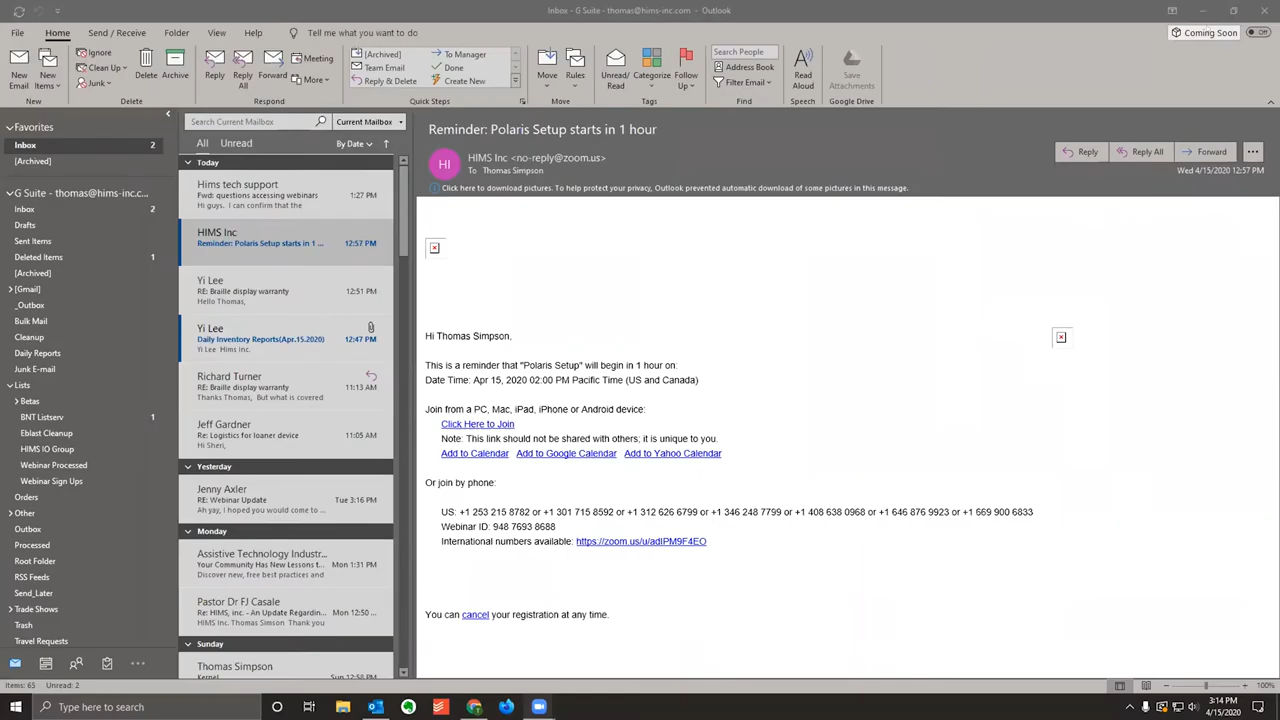 Inbox - G Suite - thomas@hims-inc.com - Outlook
File Home Send / Receive Folder View Help Tell me what you want to do
Coming Soon Off
New Email
New Items
New
Ignore
Clean Up
Junk
Delete
Archive
Delete
Reply
Reply All
Forward
Meeting
More
Respond
[Archived]
Team Email
Reply & Delete
To Manager
Done
Create New
Quick Steps
Move
Rules
Move
Unread/ Read
Categorize
Follow Up
Tags
Search People
Address Book
Filter Email
Find
Read Aloud
Speech
Save Attachments
Google Drive
Favorites
Inbox 2
[Archived]
G Suite - thomas@hims-inc.c...
Inbox 2
Drafts
Sent Items
Deleted Items 1
[Archived]
[Gmail]
_Outbox
Bulk Mail
Cleanup
Daily Reports
Junk E-mail
Lists
Betas
BNT Listserv 1
Eblast Cleanup
HIMS IO Group
Webinar Processed
Webinar Sign Ups
Orders
Other
Outbox
Processed
Root Folder
RSS Feeds
Send_Later
Trade Shows
Trash
Travel Requests
Search Current Mailbox Current Mailbox
All Unread By Date
Today
Hims tech support
Fwd: questions accessing webinars 1:27 PM
Hi guys. I can confirm that the
HIMS Inc
Reminder: Polaris Setup starts in 1 ... 12:57 PM
Yi Lee
RE: Braille display warranty 12:51 PM
Hello Thomas,
Yi Lee
Daily Inventory Reports(Apr.15.2020) 12:47 PM
Yi Lee Hims Inc.
Richard Turner
RE: Braille display warranty 11:13 AM
Thanks Thomas, But what is covered
Jeff Gardner
Re: Logistics for loaner device 11:05 AM
Hi Sheri,
Yesterday
Jenny Axler
RE: Webinar Update Tue 3:16 PM
Ah yay, I hoped you would come to ...
Monday
Assistive Technology Industr...
Your Community Has New Lessons t... Mon 1:31 PM
Discover new, free best practices and
Pastor Dr FJ Casale
Re: HIMS, inc. - An Update Regardin... Mon 12:50 ...
HIMS Inc. Thomas Simson Thank you
Sunday
Thomas Simpson
Kernel Sun 12:58 PM
Reminder: Polaris Setup starts in 1 hour
HI
HIMS Inc <no-reply@zoom.us>
To Thomas Simpson
Reply Reply All Forward
Wed 4/15/2020 12:57 PM
Click here to download pictures. To help protect your privacy, Outlook prevented automatic download of some pictures in this message.
Hi Thomas Simpson,
This is a reminder that "Polaris Setup" will begin in 1 hour on:
Date Time: Apr 15, 2020 02:00 PM Pacific Time (US and Canada)
Join from a PC, Mac, iPad, iPhone or Android device:
Click Here to Join
Note: This link should not be shared with others; it is unique to you.
Add to Calendar Add to Google Calendar Add to Yahoo Calendar
Or join by phone:
US: +1 253 215 8782 or +1 301 715 8592 or +1 312 626 6799 or +1 346 248 7799 or +1 408 638 0968 or +1 646 876 9923 or +1 669 900 6833
Webinar ID: 948 7693 8688
International numbers available: https://zoom.us/u/adIPM9F4EO
You can cancel your registration at any time.
Items: 65 Unread: 2
100%
Type here to search
3:14 PM
4/15/2020